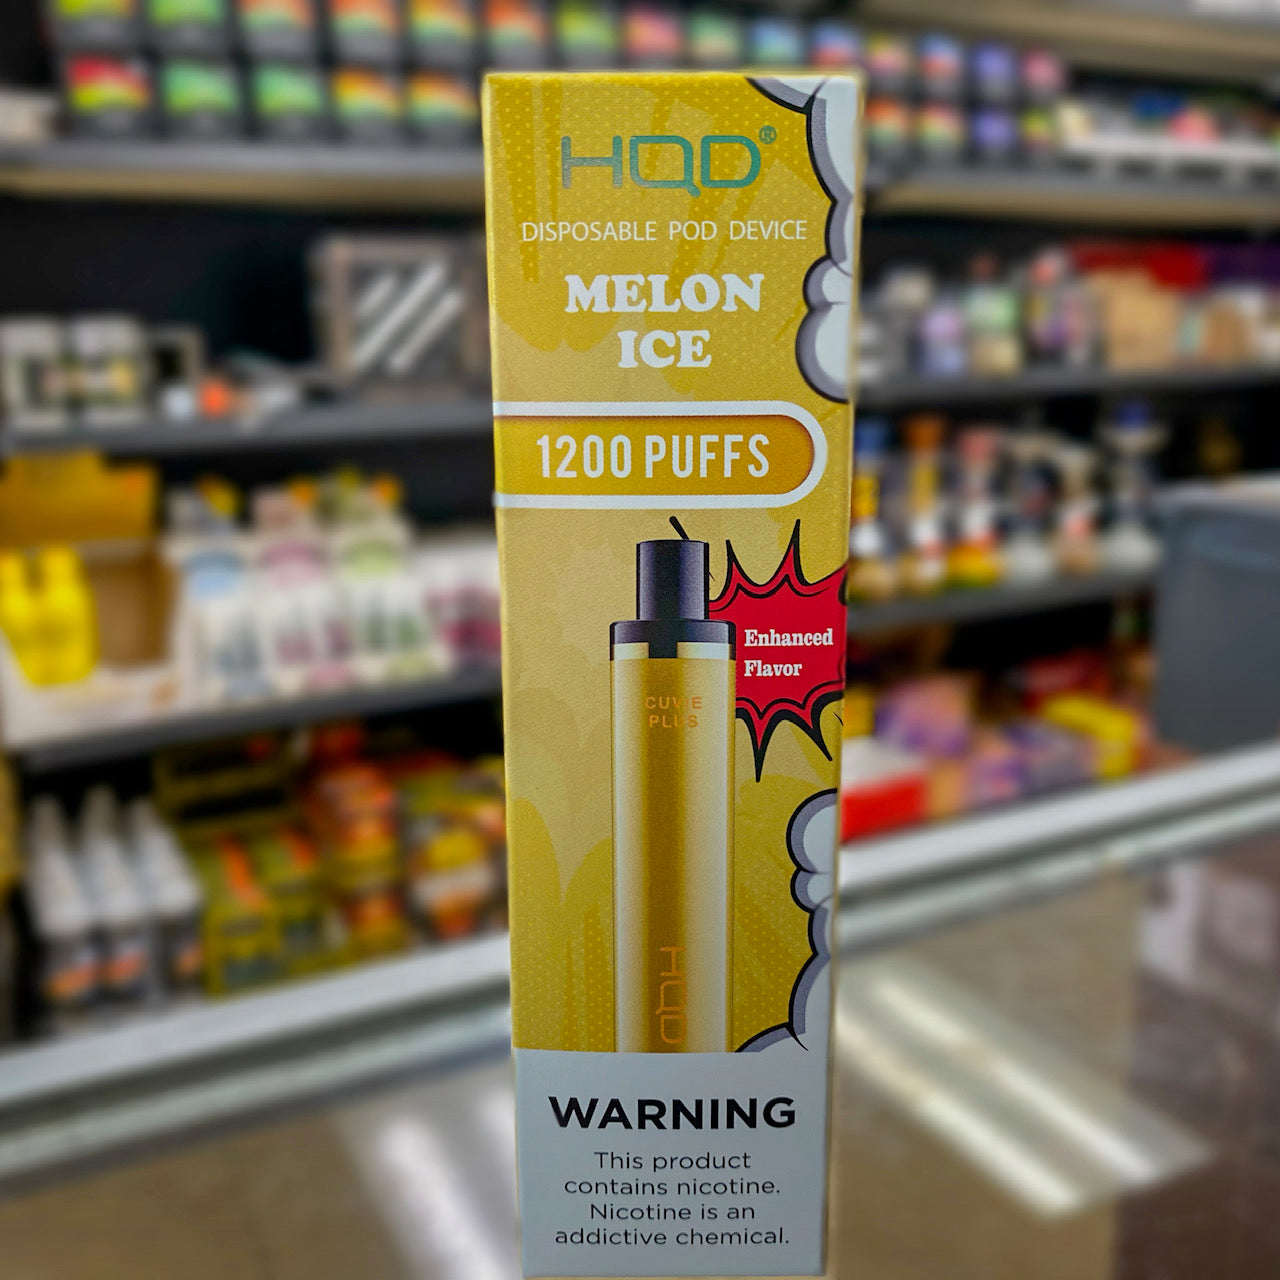 HQD®
DISPOSABLE POD DEVICE
MELON
ICE
1200 PUFFS
Enhanced
Flavor
CUVIE
PLUS
HQD
WARNING
This product
contains nicotine.
Nicotine is an
addictive chemical.